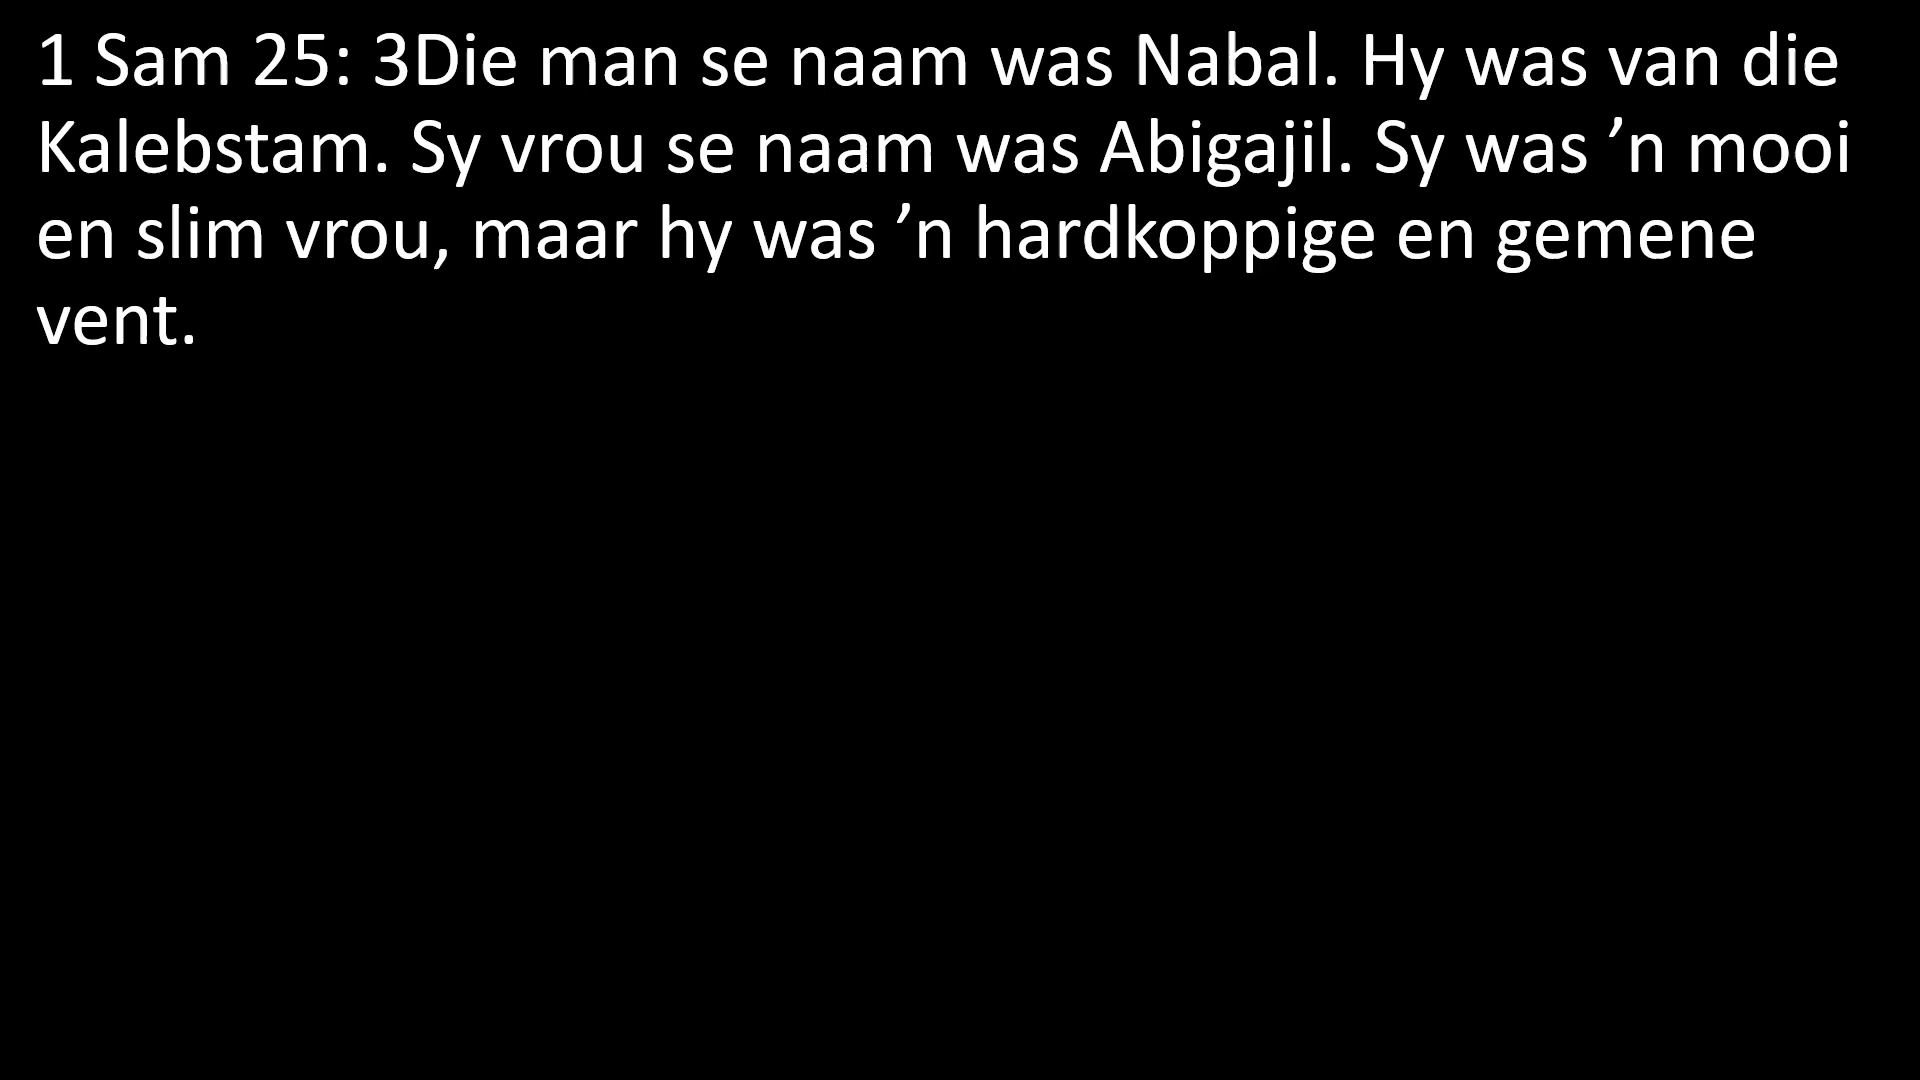 1 Sam 25: 3Die man se naam was Nabal. Hy was van die
Kalebstam. Sy vrou se naam was Abigajil. Sy was ’n mooi
en slim vrou, maar hy was ’n hardkoppige en gemene
vent.